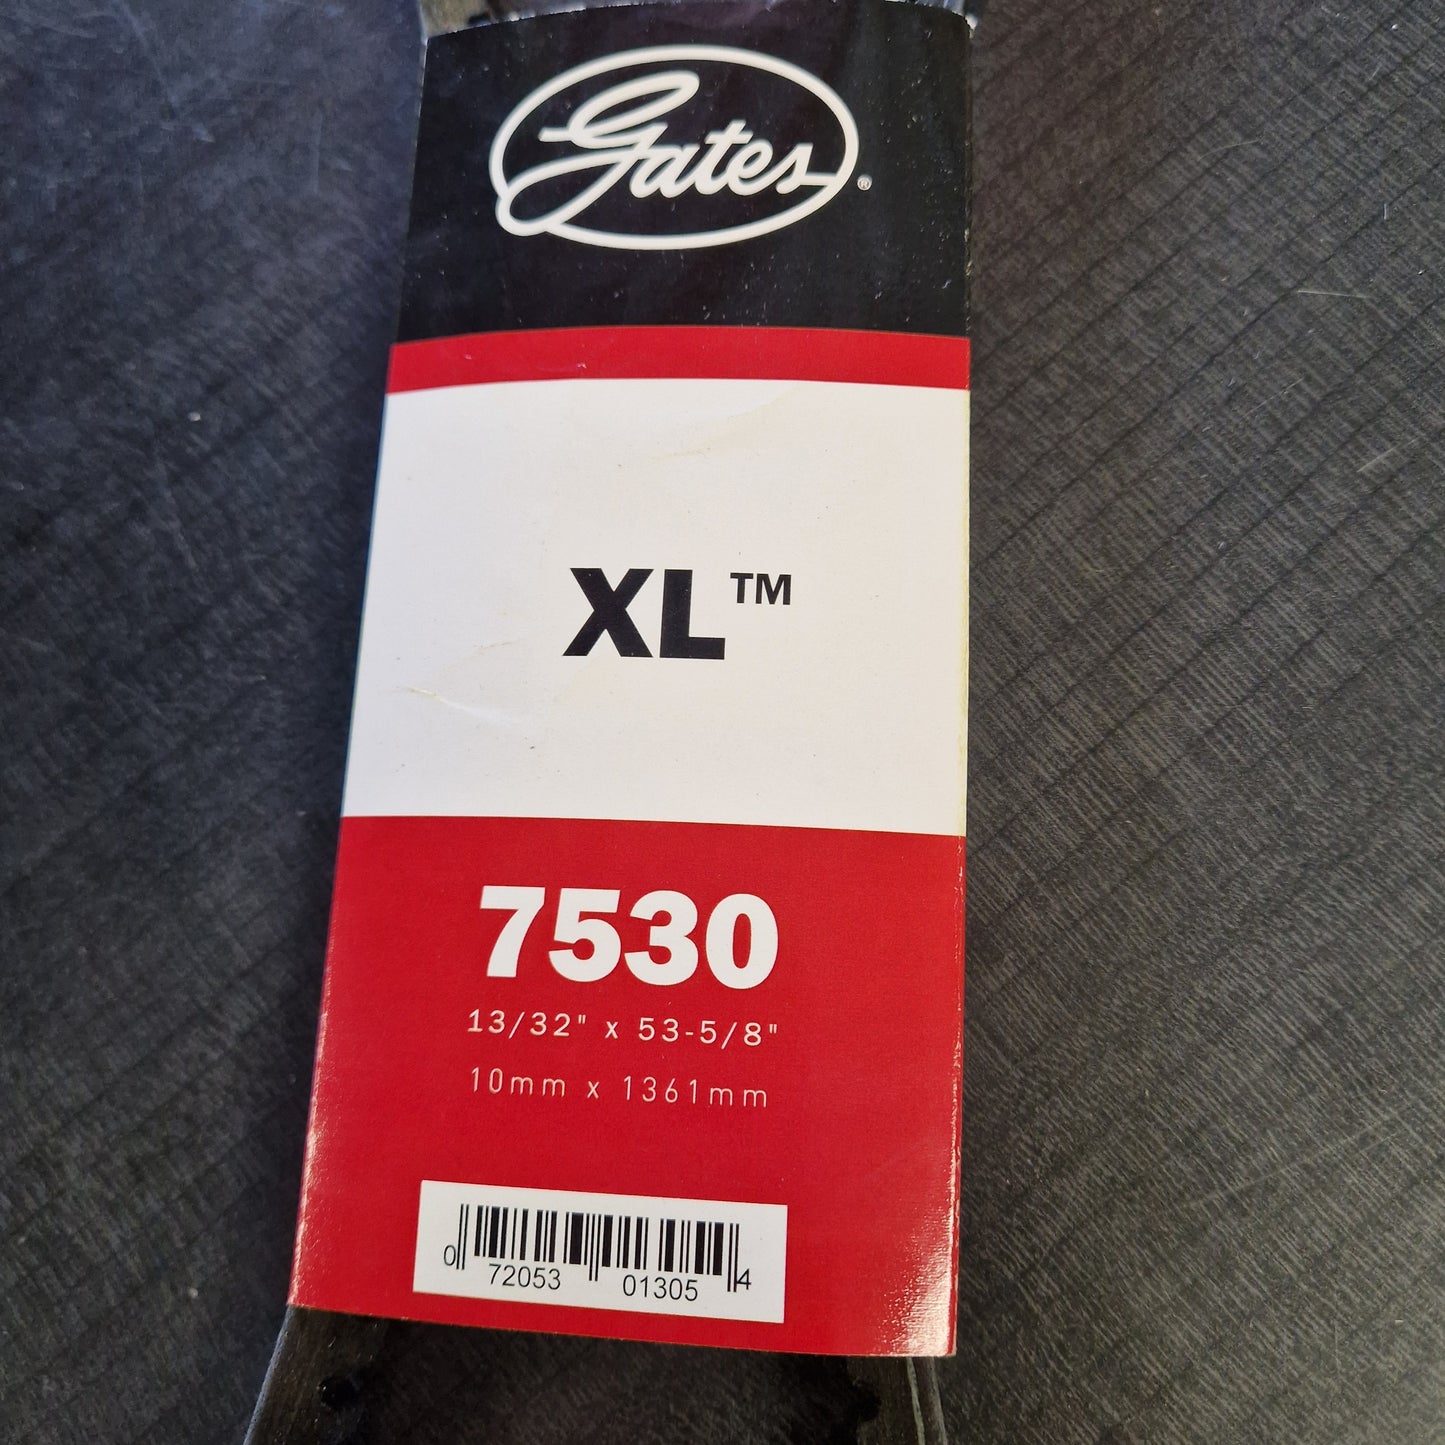 Gates®
XL™
7530
13/32" x 53-5/8"
10mm x 1361mm
0 72053 01305 4